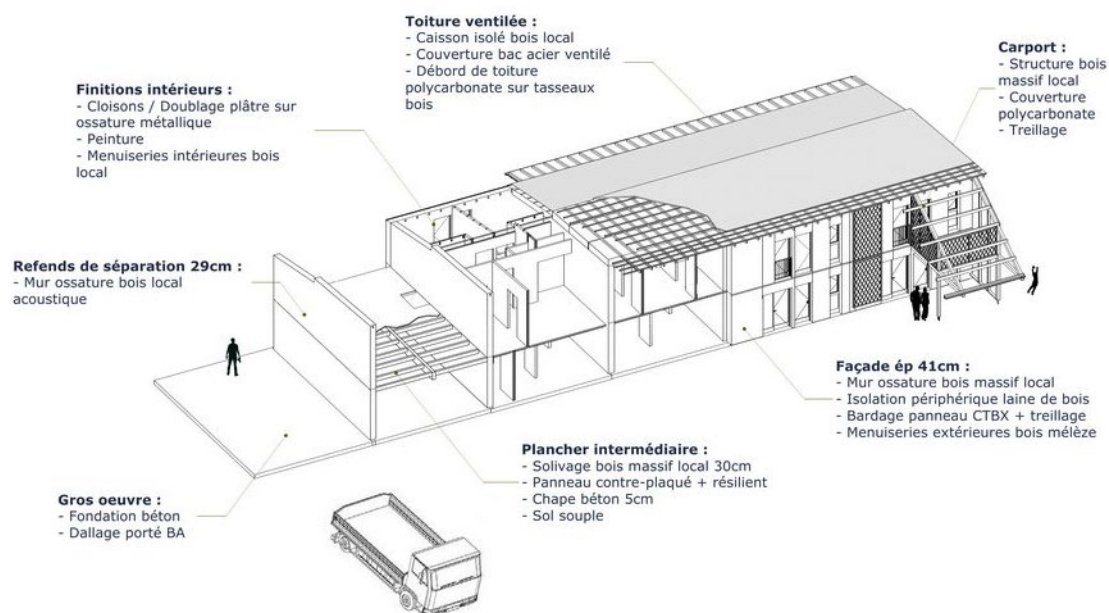 Toiture ventilée :
- Caisson isolé bois local
- Couverture bac acier ventilé
- Débord de toiture
polycarbonate sur tasseaux
bois
Carport :
- Structure bois
massif local
- Couverture
polycarbonate
- Treillage
Finitions intérieurs :
- Cloisons / Doublage plâtre sur
ossature métallique
- Peinture
- Menuiseries intérieures bois
local
Refends de séparation 29cm :
- Mur ossature bois local
acoustique
Façade ép 41cm :
- Mur ossature bois massif local
- Isolation périphérique laine de bois
- Bardage panneau CTBX + treillage
- Menuiseries extérieures bois mélèze
Plancher intermédiaire :
- Solivage bois massif local 30cm
- Panneau contre-plaqué + résilient
- Chape béton 5cm
- Sol souple
Gros oeuvre :
- Fondation béton
- Dallage porté BA